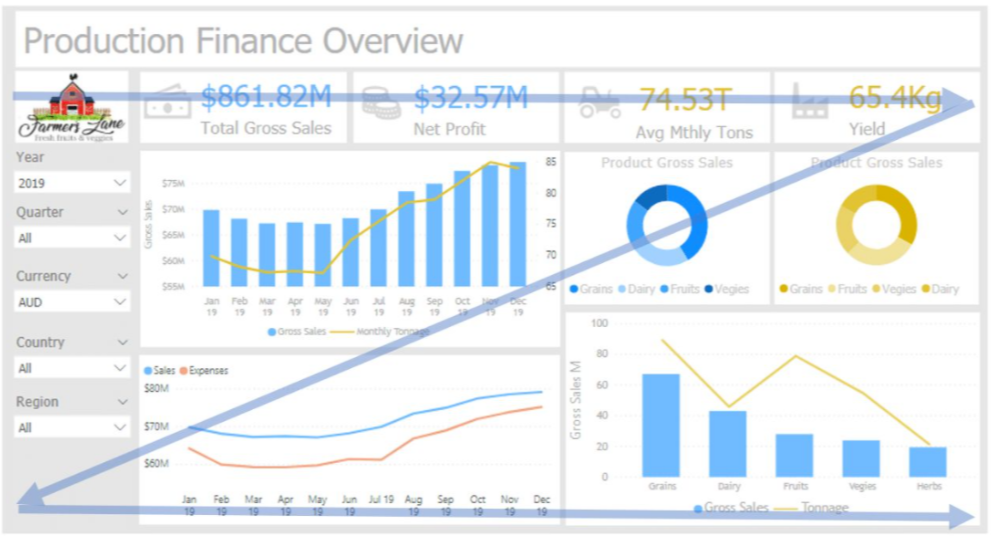 Production Finance Overview
Farmers Lane
Fresh fruits & veggies
$861.82M
Total Gross Sales
$32.57M
Net Profit
74.53T
Avg Mthly Tons
65.4Kg
Yield
Year
2019
Quarter
All
Currency
AUD
Country
All
Region
All
Gross Sales
$75M
$70M
$65M
$60M
$55M
85
80
75
70
65
Jan Feb Mar Apr May Jun Jul Aug Sep Oct Nov Dec
19 19 19 19 19 19 19 19 19 19 19 19
Gross Sales Monthly Tonnage
Product Gross Sales
Grains Dairy Fruits Vegies
Product Gross Sales
Grains Fruits Vegies Dairy
Sales Expenses
$80M
$70M
$60M
Jan Feb Mar Apr May Jun Jul 19 Aug Sep Oct Nov Dec
19 19 19 19 19 19 19 19 19 19 19
Gross Sales M
100
80
60
40
20
0
Grains Dairy Fruits Vegies Herbs
Gross Sales Tonnage